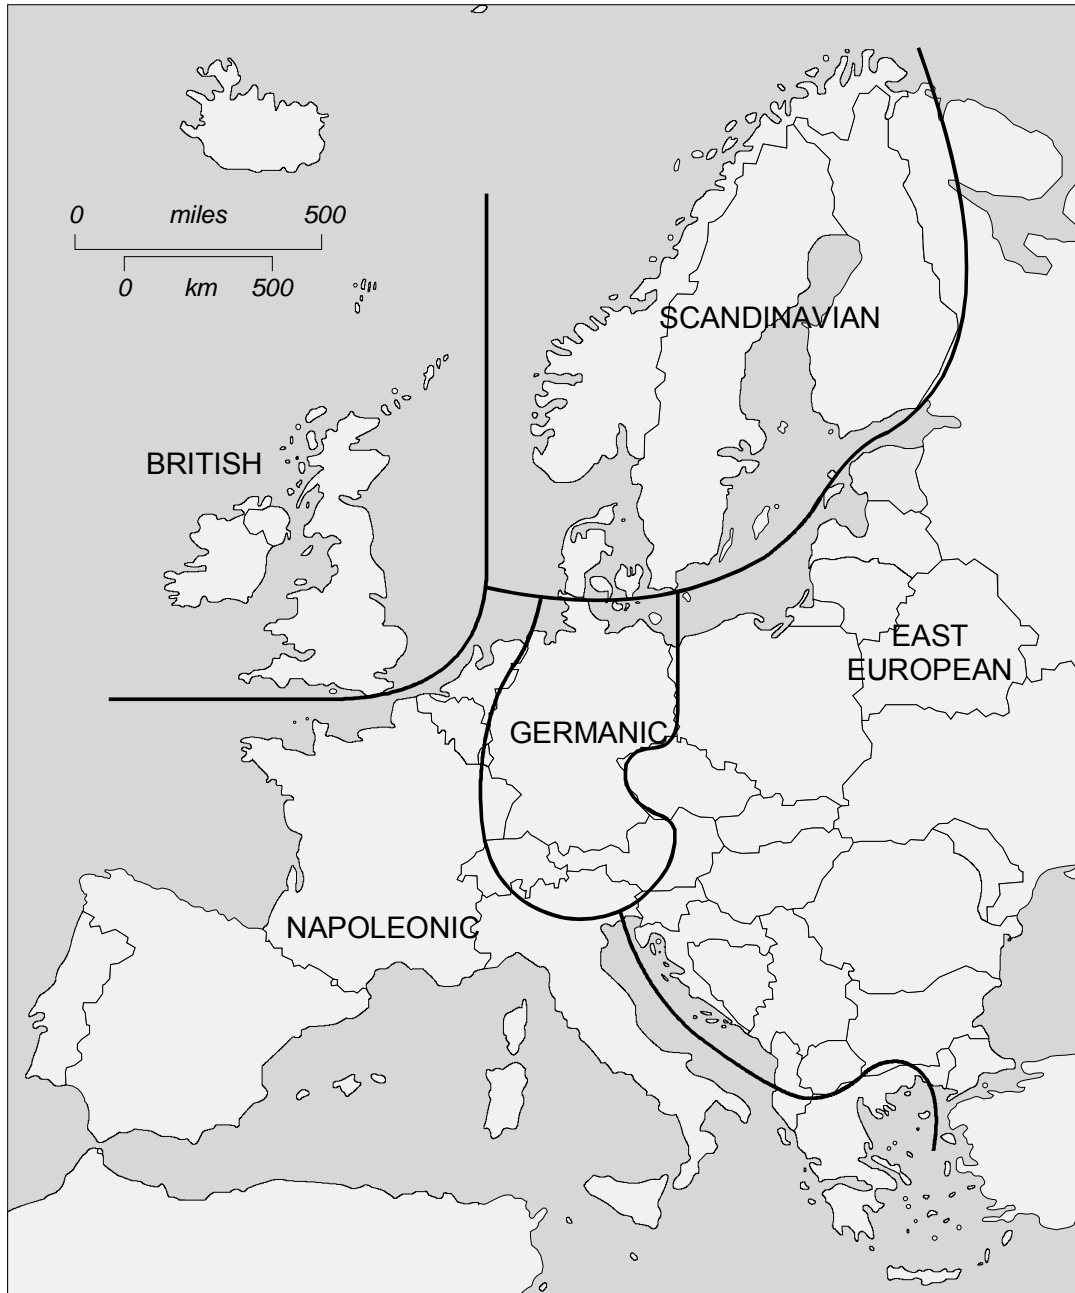 0 miles 500
0 km 500
SCANDINAVIAN
BRITISH
EAST
EUROPEAN
GERMANIC
NAPOLEONIC